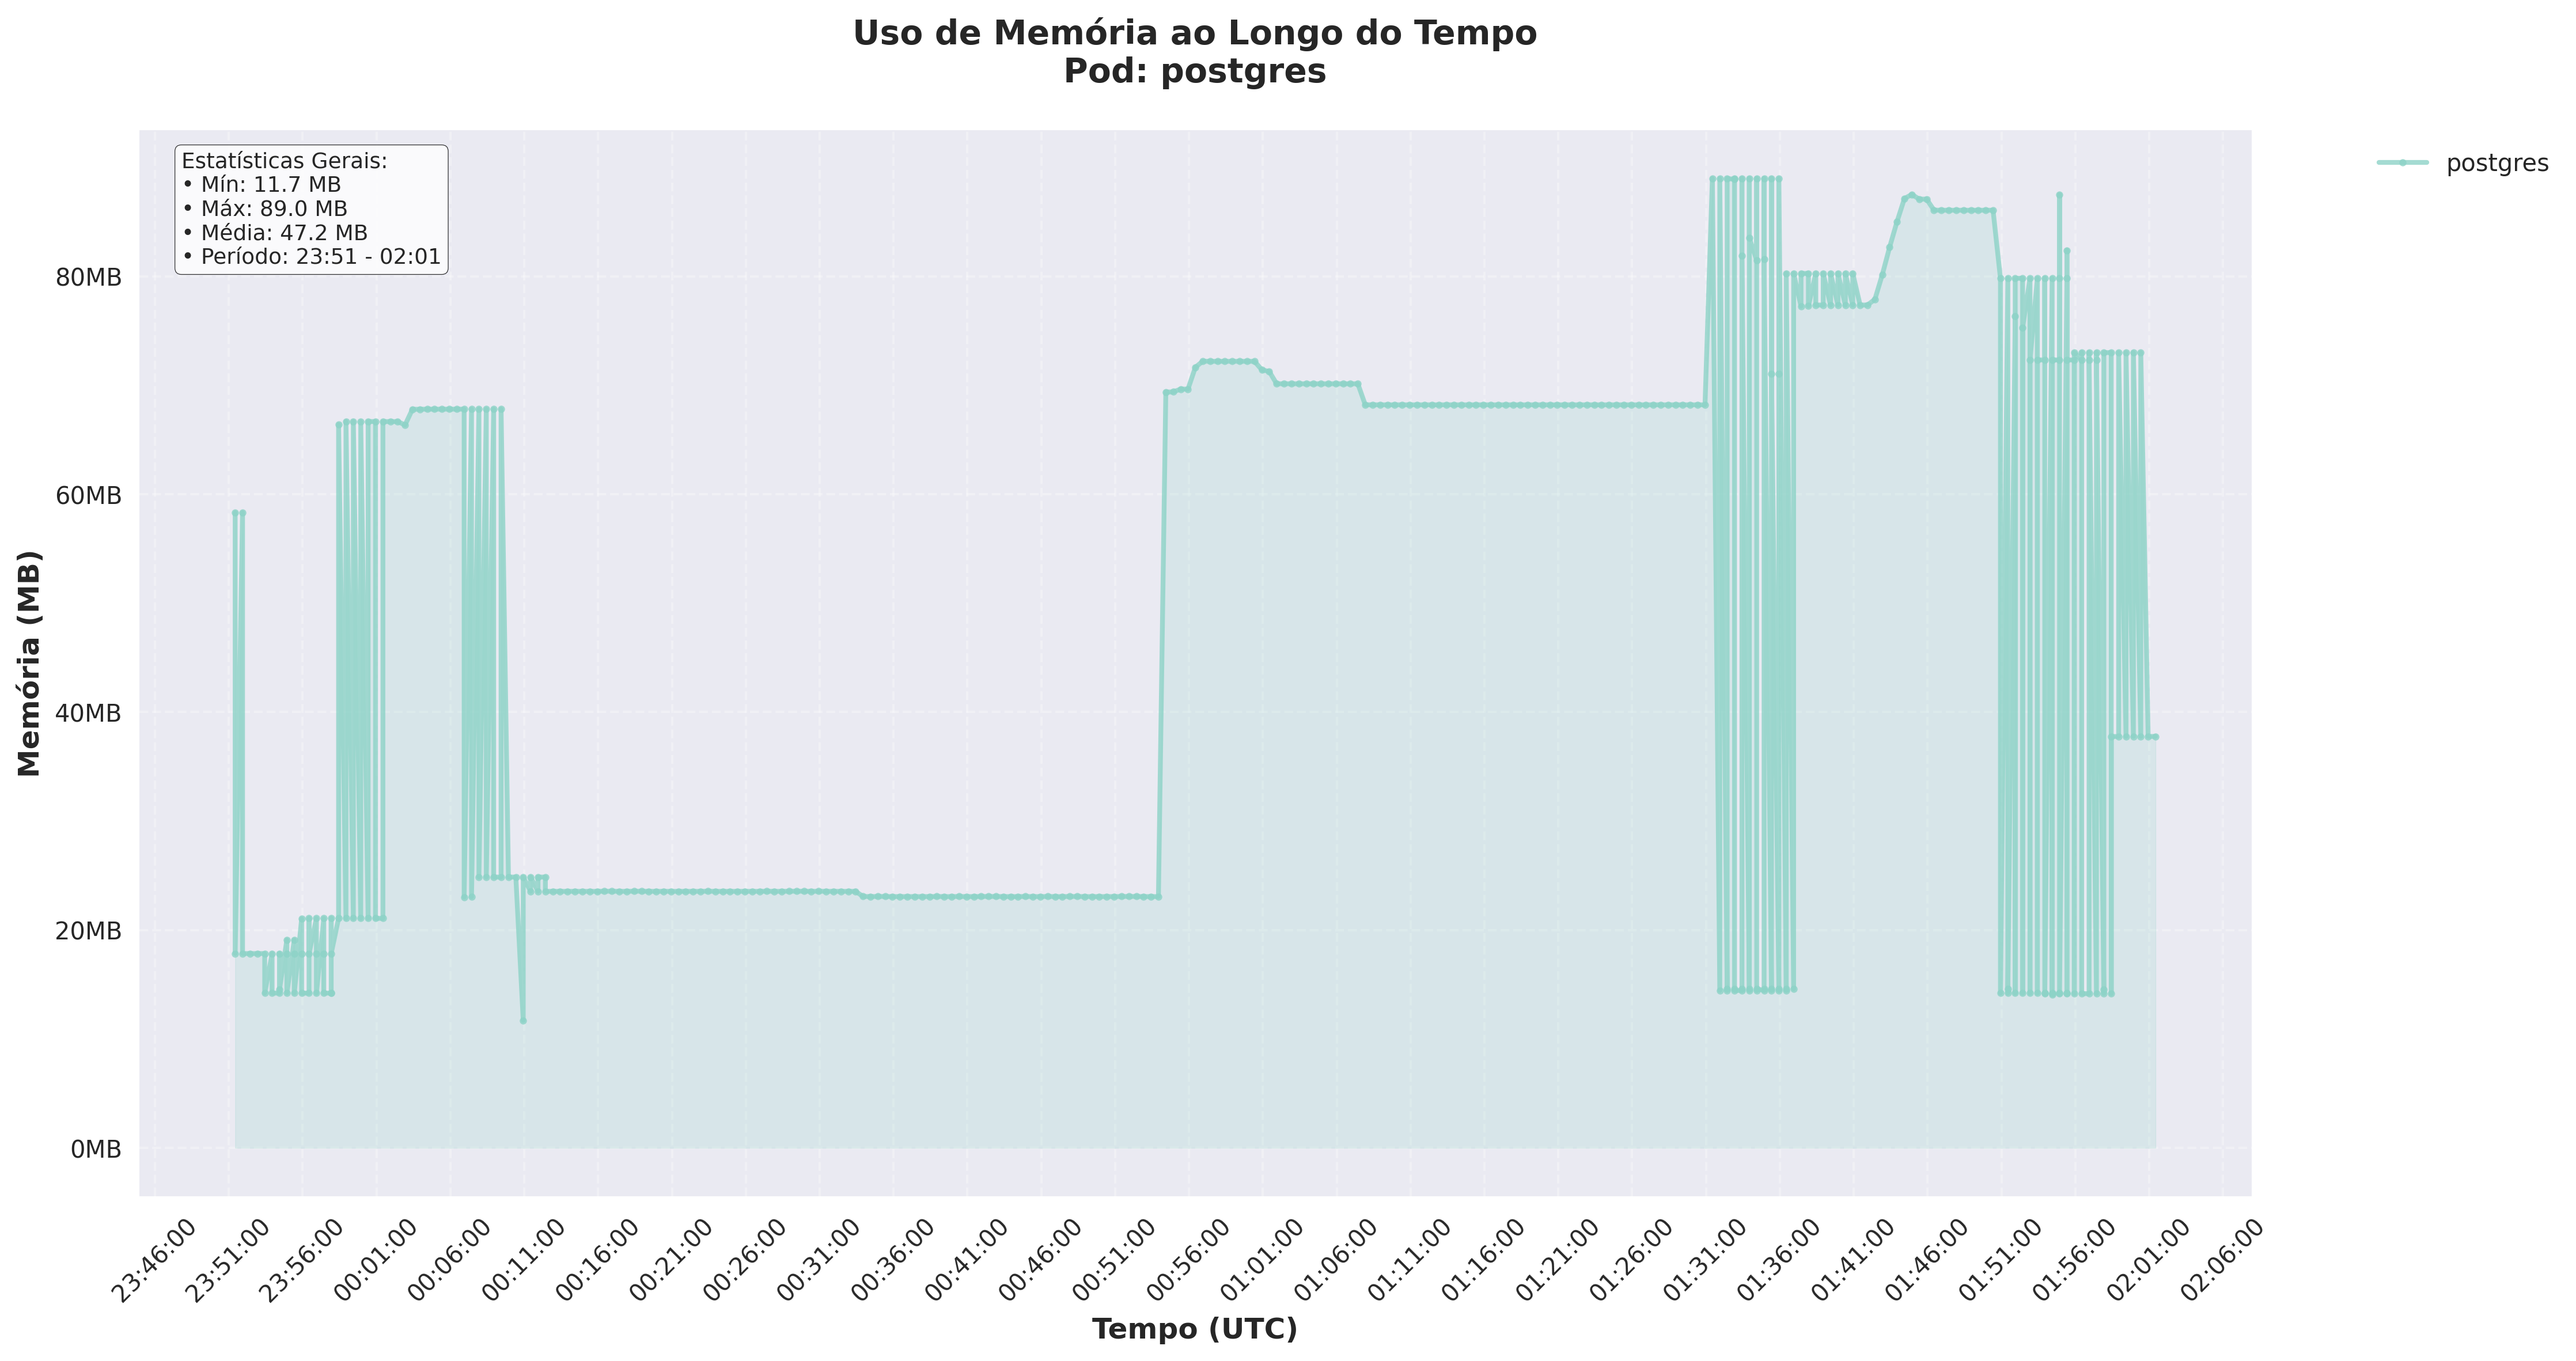 Uso de Memória ao Longo do Tempo
Pod: postgres
Estatísticas Gerais:
• Mín: 11.7 MB
• Máx: 89.0 MB
• Média: 47.2 MB
• Período: 23:51 - 02:01
postgres
Memória (MB)
80MB
60MB
40MB
20MB
0MB
23:46:00
23:51:00
23:56:00
00:01:00
00:06:00
00:11:00
00:16:00
00:21:00
00:26:00
00:31:00
00:36:00
00:41:00
00:46:00
00:51:00
00:56:00
01:01:00
01:06:00
01:11:00
01:16:00
01:21:00
01:26:00
01:31:00
01:36:00
01:41:00
01:46:00
01:51:00
01:56:00
02:01:00
02:06:00
Tempo (UTC)